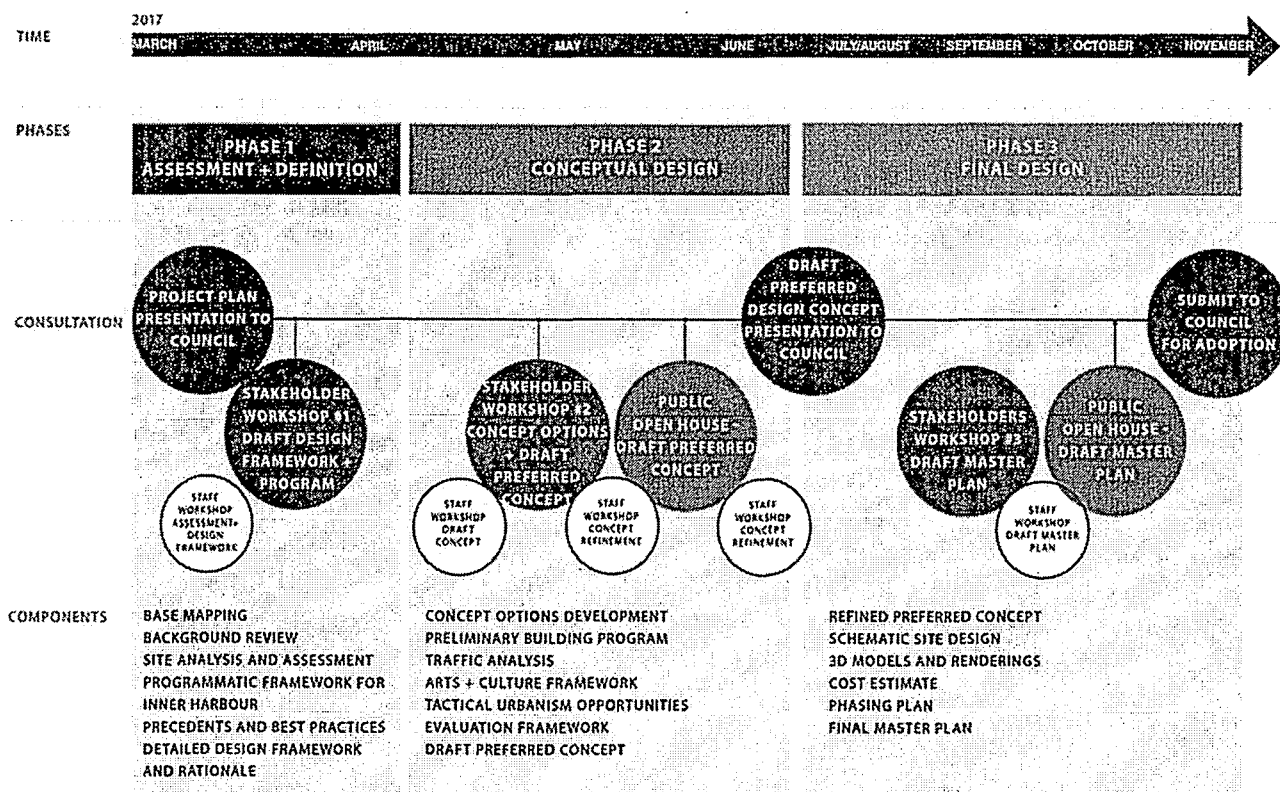 2017
TIME
MARCH APRIL MAY JUNE JULY/AUGUST SEPTEMBER OCTOBER NOVEMBER
PHASES
PHASE 1
ASSESSMENT + DEFINITION
PHASE 2
CONCEPTUAL DESIGN
PHASE 3
FINAL DESIGN
CONSULTATION
PROJECT PLAN
PRESENTATION TO
COUNCIL
STAKEHOLDER
WORKSHOP #1
DRAFT DESIGN
FRAMEWORK +
PROGRAM
STAFF
WORKSHOP
ASSESSMENT+
DESIGN
FRAMEWORK
STAKEHOLDER
WORKSHOP #2
CONCEPT OPTIONS
+ DRAFT
PREFERRED
CONCEPT
STAFF
WORKSHOP
DRAFT
CONCEPT
PUBLIC
OPEN HOUSE -
DRAFT PREFERRED
CONCEPT
STAFF
WORKSHOP
CONCEPT
REFINEMENT
STAFF
WORKSHOP
CONCEPT
REFINEMENT
DRAFT
PREFERRED
DESIGN CONCEPT
PRESENTATION TO
COUNCIL
STAKEHOLDERS
WORKSHOP #3
DRAFT MASTER
PLAN
STAFF
WORKSHOP
DRAFT MASTER
PLAN
PUBLIC
OPEN HOUSE -
DRAFT MASTER
PLAN
SUBMIT TO
COUNCIL
FOR ADOPTION
COMPONENTS
BASE MAPPING
BACKGROUND REVIEW
SITE ANALYSIS AND ASSESSMENT
PROGRAMMATIC FRAMEWORK FOR
INNER HARBOUR
PRECEDENTS AND BEST PRACTICES
DETAILED DESIGN FRAMEWORK
AND RATIONALE
CONCEPT OPTIONS DEVELOPMENT
PRELIMINARY BUILDING PROGRAM
TRAFFIC ANALYSIS
ARTS + CULTURE FRAMEWORK
TACTICAL URBANISM OPPORTUNITIES
EVALUATION FRAMEWORK
DRAFT PREFERRED CONCEPT
REFINED PREFERRED CONCEPT
SCHEMATIC SITE DESIGN
3D MODELS AND RENDERINGS
COST ESTIMATE
PHASING PLAN
FINAL MASTER PLAN